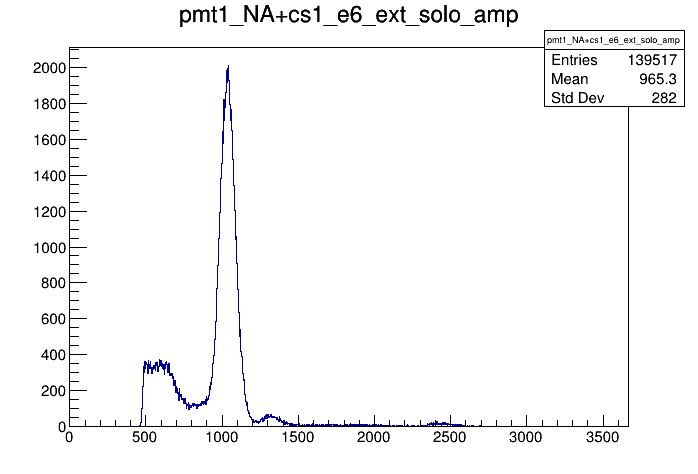 pmt1_NA+cs1_e6_ext_solo_amp
pmt1_NA+cs1_e6_ext_solo_amp
Entries 139517
Mean 965.3
Std Dev 282
2000
1800
1600
1400
1200
1000
800
600
400
200
0
0 500 1000 1500 2000 2500 3000 3500